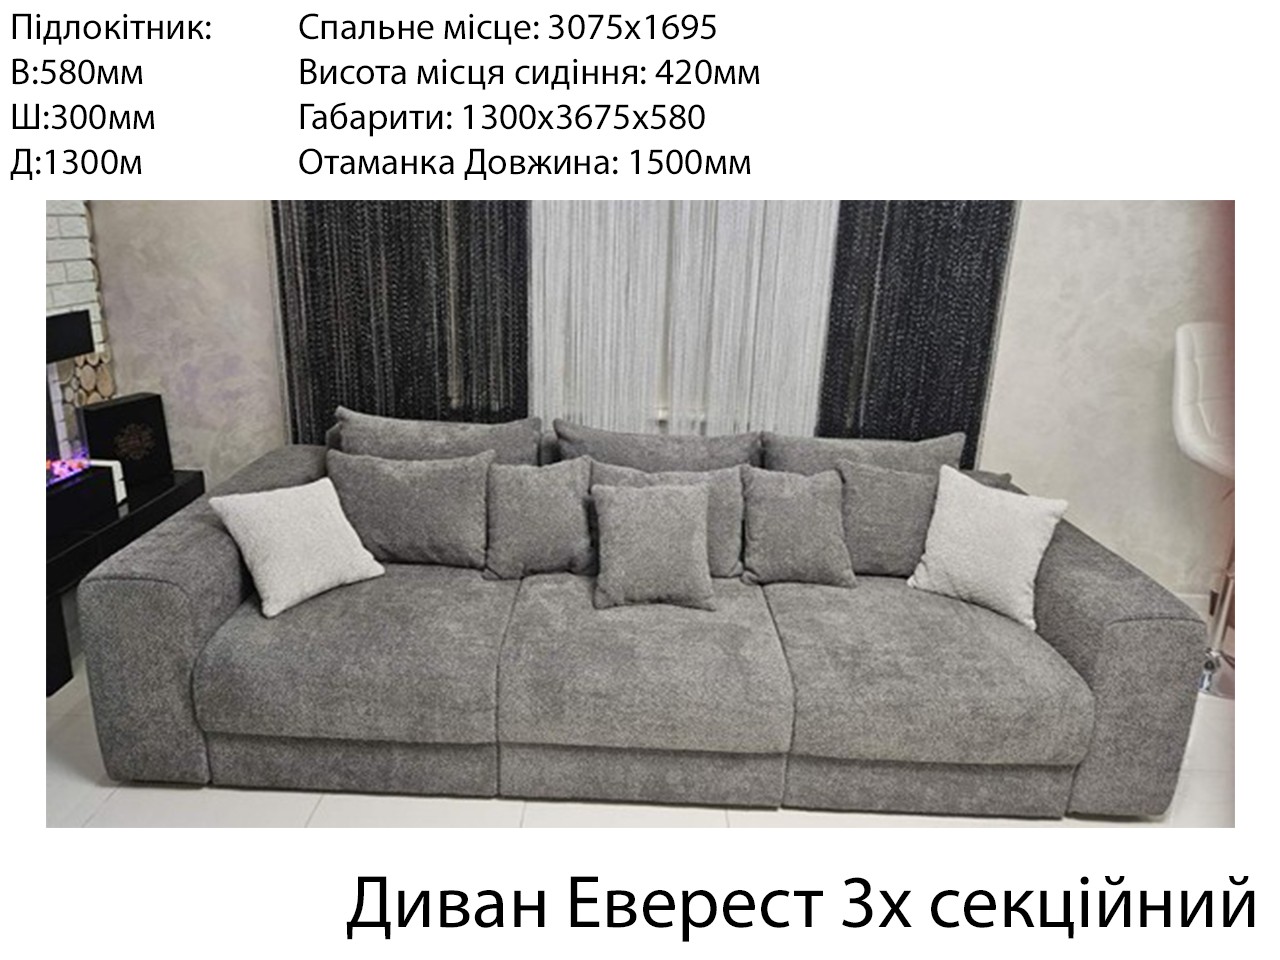 Підлокітник:
В:580мм
Ш:300мм
Д:1300м
Спальне місце: 3075х1695
Висота місця сидіння: 420мм
Габарити: 1300х3675х580
Отаманка Довжина: 1500мм
Диван Еверест 3х секційний